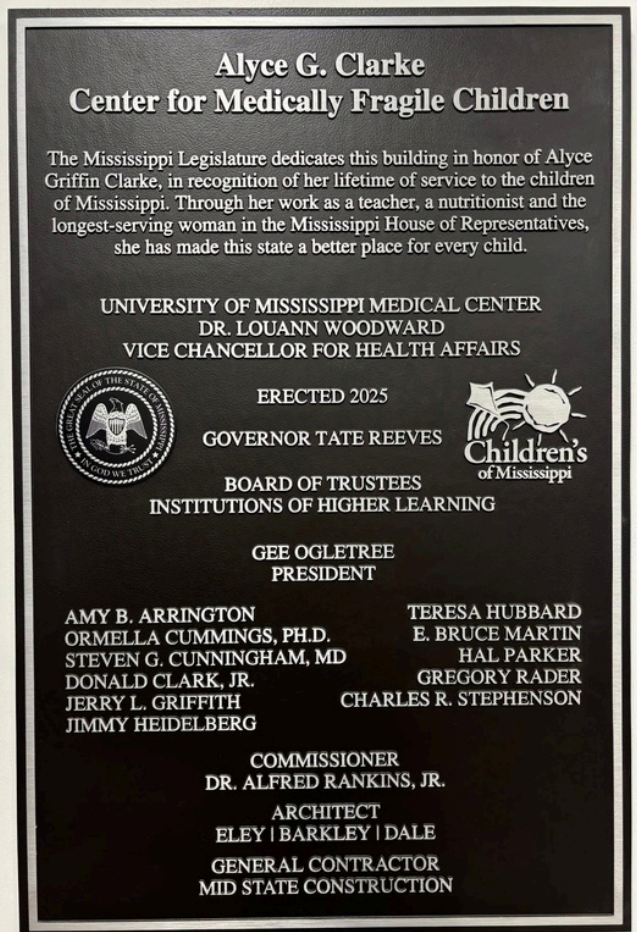 Alyce G. Clarke
Center for Medically Fragile Children
The Mississippi Legislature dedicates this building in honor of Alyce
Griffin Clarke, in recognition of her lifetime of service to the children
of Mississippi. Through her work as a teacher, a nutritionist and the
longest-serving woman in the Mississippi House of Representatives,
she has made this state a better place for every child.
UNIVERSITY OF MISSISSIPPI MEDICAL CENTER
DR. LOUANN WOODWARD
VICE CHANCELLOR FOR HEALTH AFFAIRS
THE GREAT SEAL OF THE STATE OF MISSISSIPPI
IN GOD WE TRUST
ERECTED 2025
GOVERNOR TATE REEVES
Children's
of Mississippi
BOARD OF TRUSTEES
INSTITUTIONS OF HIGHER LEARNING
GEE OGLETREE
PRESIDENT
AMY B. ARRINGTON
ORMELLA CUMMINGS, PH.D.
STEVEN G. CUNNINGHAM, MD
DONALD CLARK, JR.
JERRY L. GRIFFITH
JIMMY HEIDELBERG
TERESA HUBBARD
E. BRUCE MARTIN
HAL PARKER
GREGORY RADER
CHARLES R. STEPHENSON
COMMISSIONER
DR. ALFRED RANKINS, JR.
ARCHITECT
ELEY | BARKLEY | DALE
GENERAL CONTRACTOR
MID STATE CONSTRUCTION